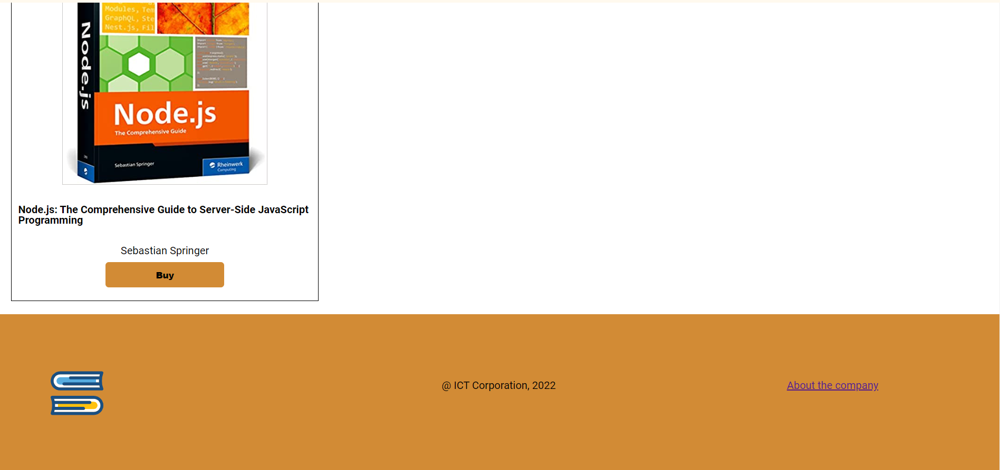 Modules, Tem
GraphQL, Ste
Nest.js, Fil
Node.js
Node.js
The Comprehensive Guide
Sebastian Springer
Rheinwerk
Computing
Node.js: The Comprehensive Guide to Server-Side JavaScript
Programming
Sebastian Springer
Buy
@ ICT Corporation, 2022
About the company